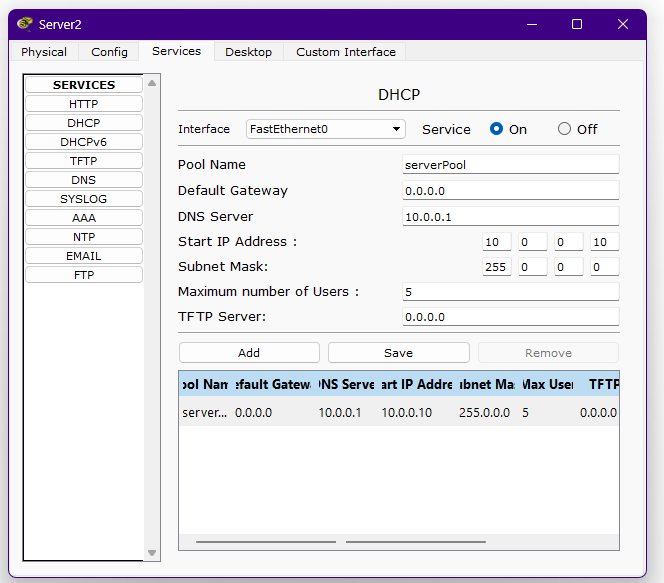 Server2
Physical Config Services Desktop Custom Interface
SERVICES
HTTP
DHCP
DHCPv6
TFTP
DNS
SYSLOG
AAA
NTP
EMAIL
FTP
DHCP
Interface FastEthernet0 Service On Off
Pool Name serverPool
Default Gateway 0.0.0.0
DNS Server 10.0.0.1
Start IP Address : 10 0 0 10
Subnet Mask: 255 0 0 0
Maximum number of Users : 5
TFTP Server: 0.0.0.0
Add Save Remove
ool Nam efault Gatew DNS Serve art IP Addre ubnet Ma Max User TFTP
server... 0.0.0.0 10.0.0.1 10.0.0.10 255.0.0.0 5 0.0.0.0